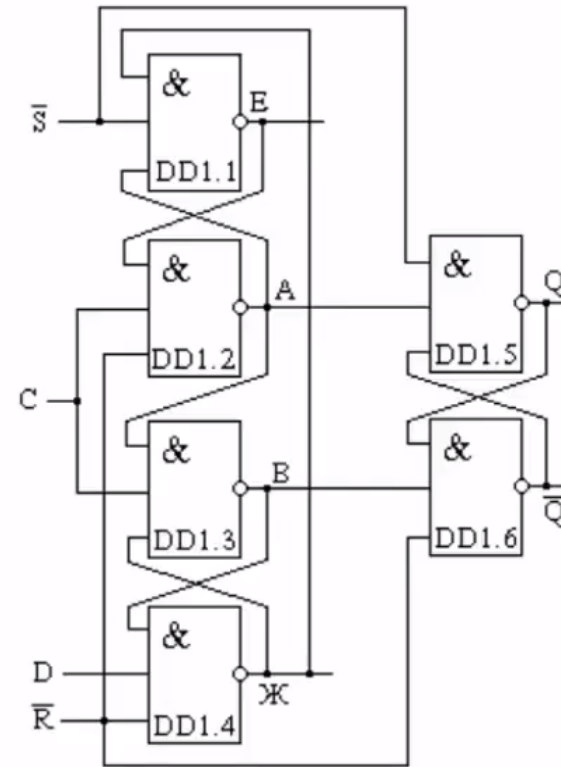 &
E
S̅
DD1.1
&
A
Q
&
DD1.2
DD1.5
C
&
&
B
Q̅
DD1.3
DD1.6
&
D
Ж
R̅
DD1.4